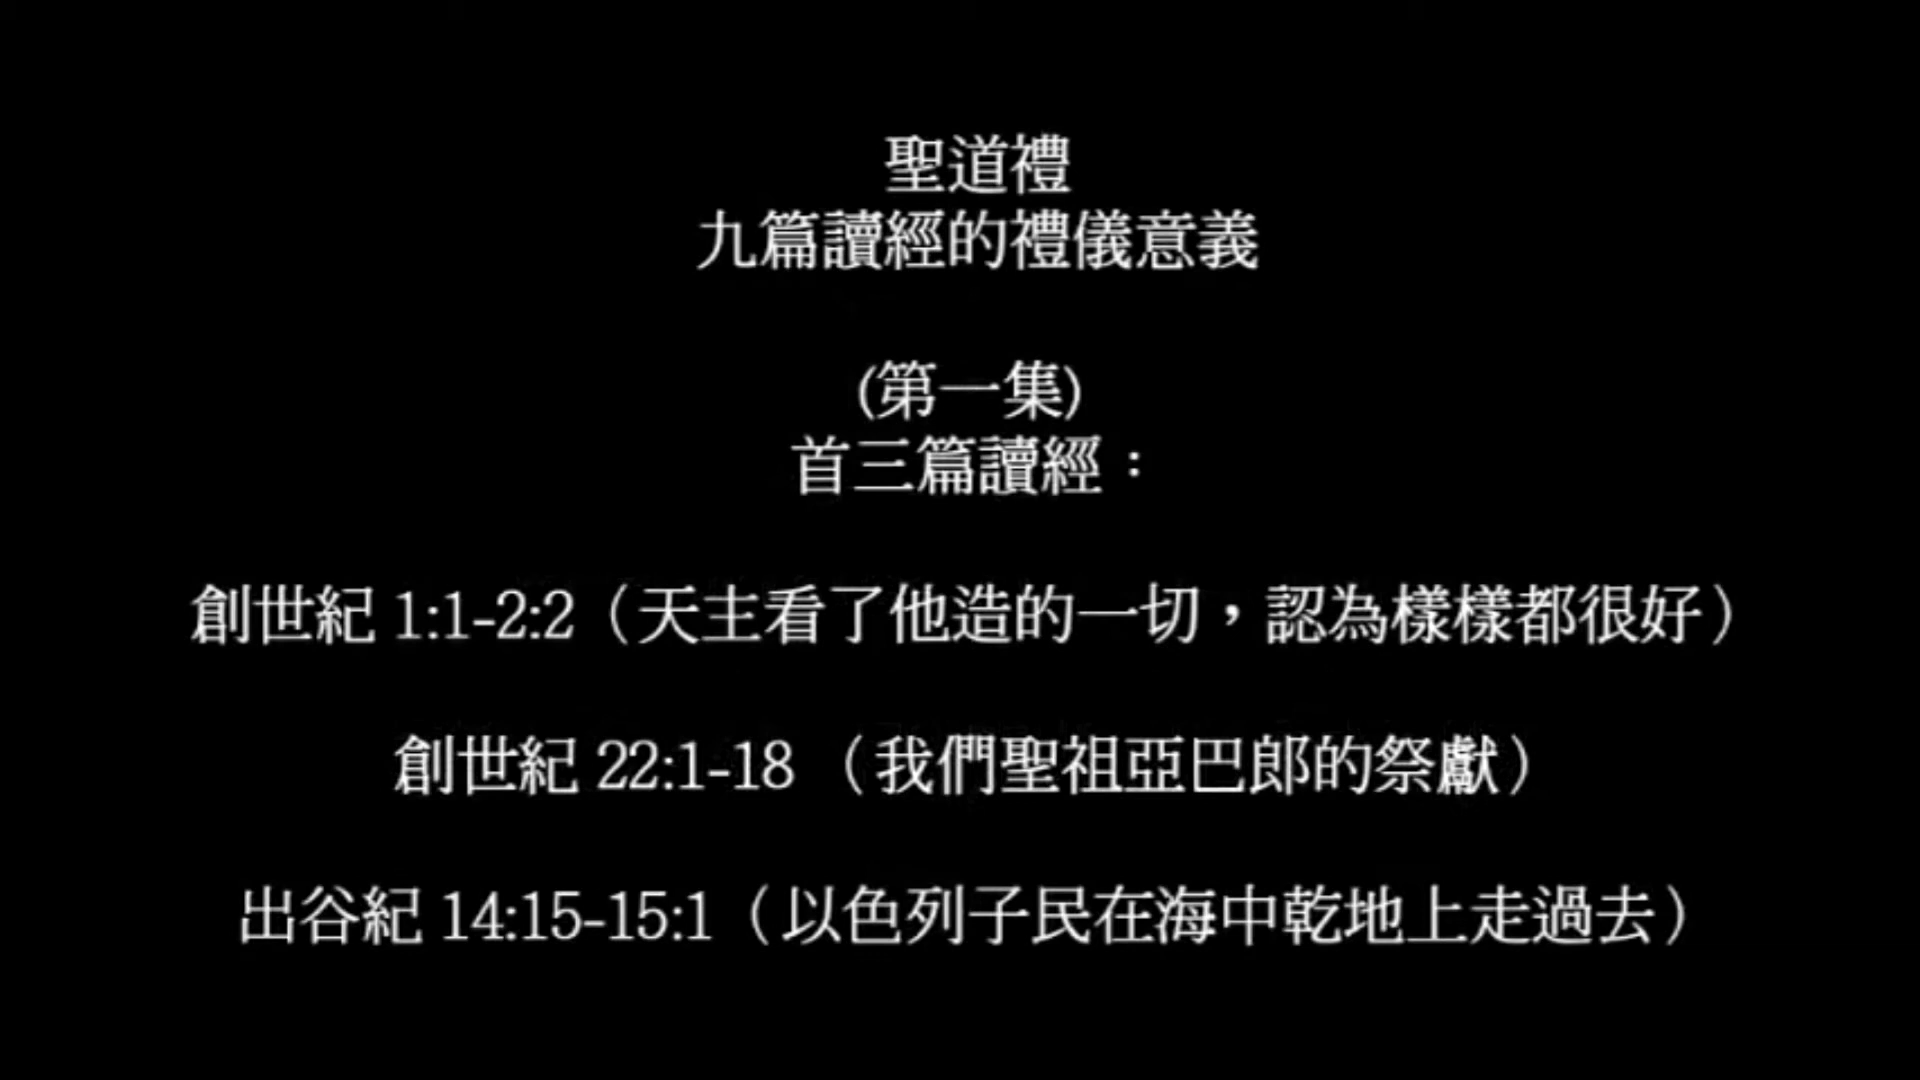 聖道禮
九篇讀經的禮儀意義
(第一集)
首三篇讀經：
創世紀 1:1-2:2（天主看了他造的一切，認為樣樣都很好）
創世紀 22:1-18 （我們聖祖亞巴郎的祭獻）
出谷紀 14:15-15:1（以色列子民在海中乾地上走過去）